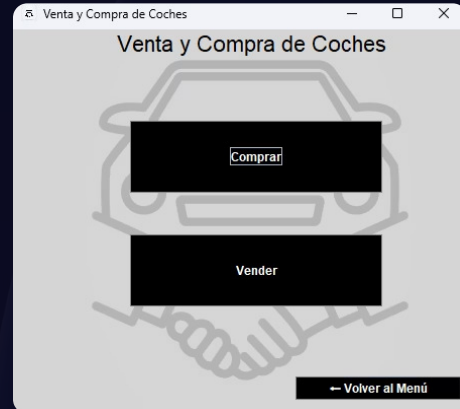 Venta y Compra de Coches
Venta y Compra de Coches
Comprar
Vender
← Volver al Menú